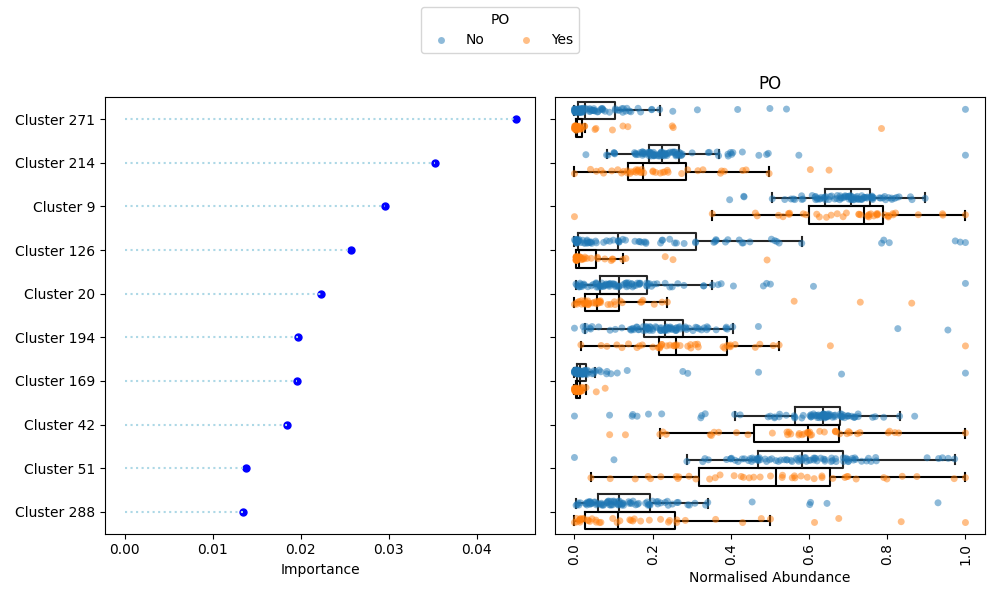 PO
No Yes
PO
Cluster 271
Cluster 214
Cluster 9
Cluster 126
Cluster 20
Cluster 194
Cluster 169
Cluster 42
Cluster 51
Cluster 288
0.00 0.01 0.02 0.03 0.04
Importance
0.0 0.2 0.4 0.6 0.8 1.0
Normalised Abundance